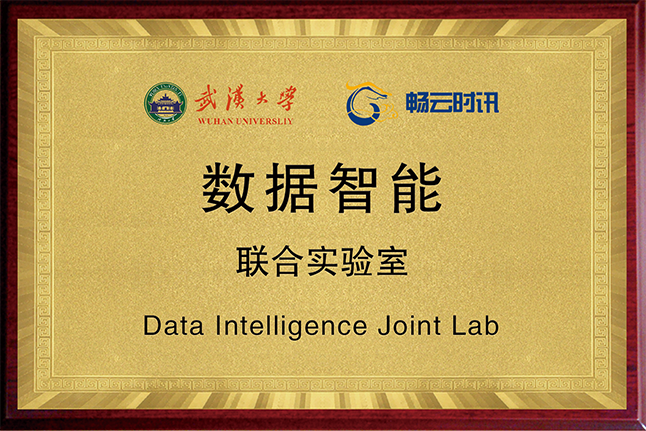 武漢大學 畅云时讯
WUHAN UNIVERSLIY
数据智能
联合实验室
Data Intelligence Joint Lab